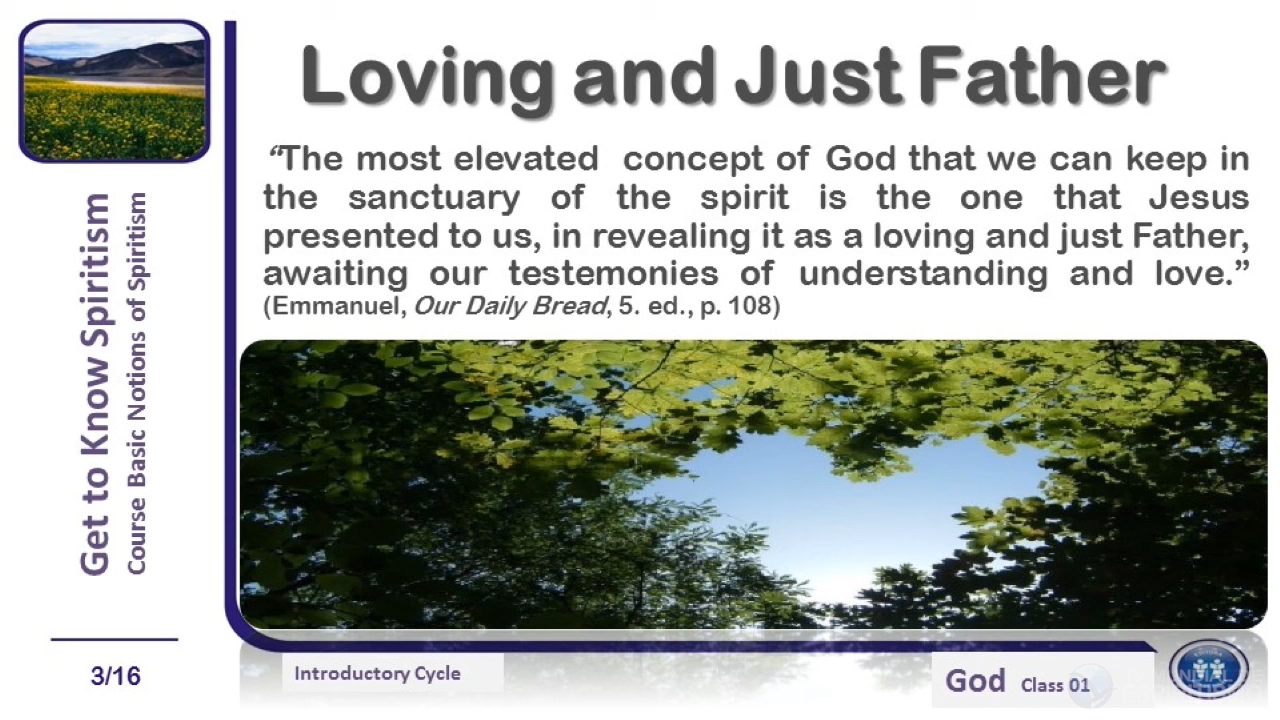 Loving and Just Father
“The most elevated concept of God that we can keep in
the sanctuary of the spirit is the one that Jesus
presented to us, in revealing it as a loving and just Father,
awaiting our testemonies of understanding and love.”
(Emmanuel, Our Daily Bread, 5. ed., p. 108)
Get to Know Spiritism
Course Basic Notions of Spiritism
3/16
Introductory Cycle
God Class 01